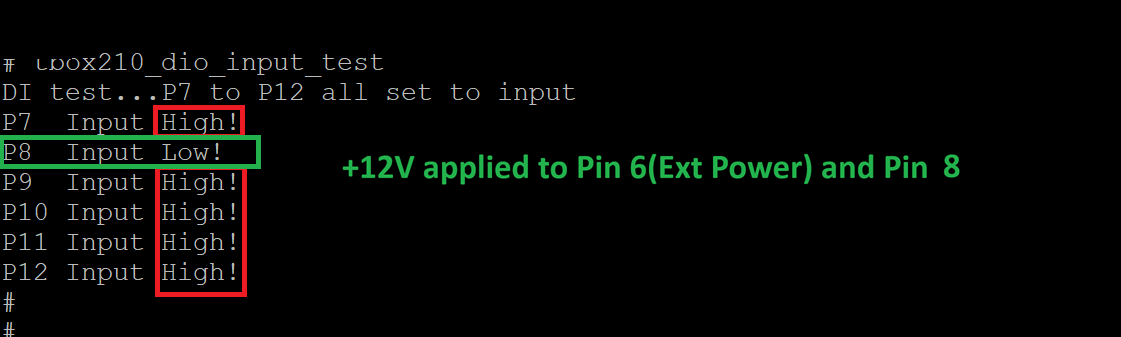 # tbox210_dio_input_test
DI test...P7 to P12 all set to input
P7 Input High!
P8 Input Low!
+12V applied to Pin 6(Ext Power) and Pin 8
P9 Input High!
P10 Input High!
P11 Input High!
P12 Input High!
#
#